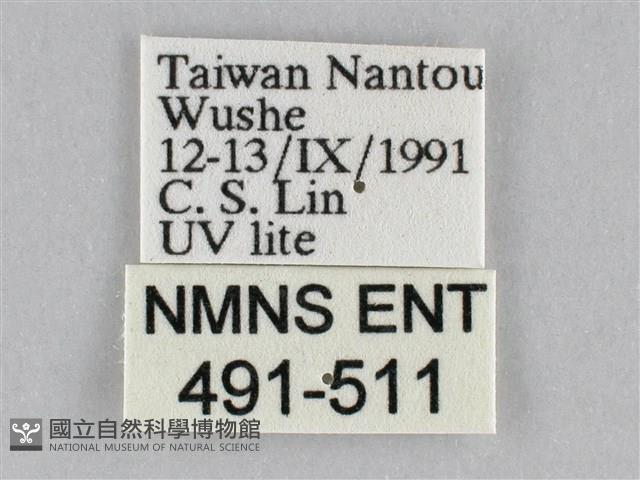 Taiwan Nantou
Wushe
12-13/IX/1991
C. S. Lin
UV lite
NMNS ENT
491-511
國立自然科學博物館
NATIONAL MUSEUM OF NATURAL SCIENCE